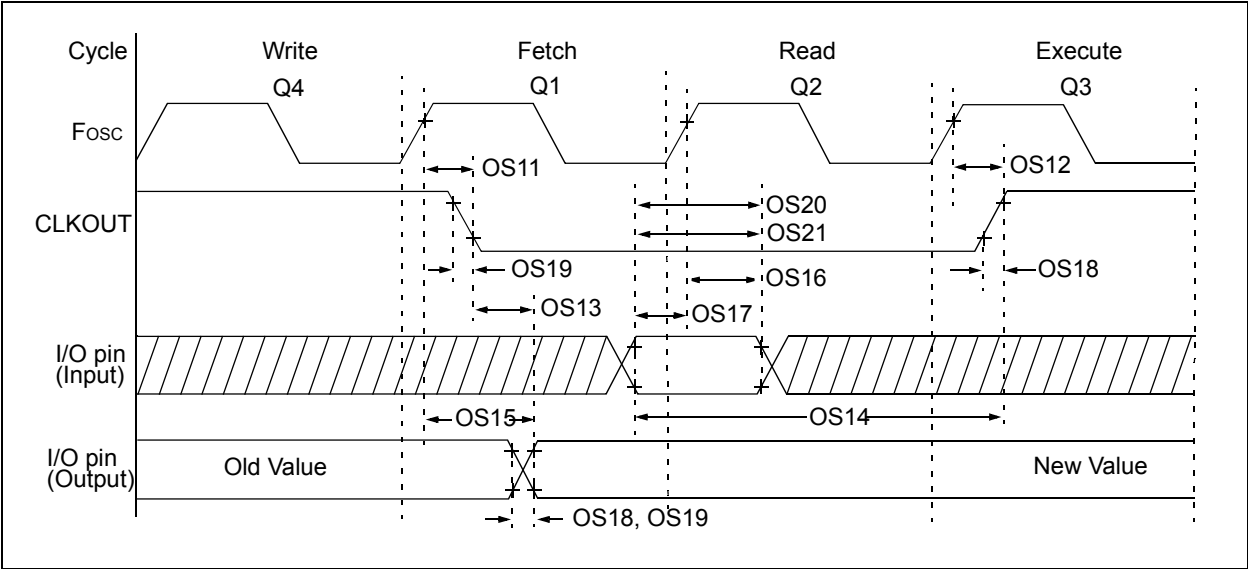 Cycle Write Fetch Read Execute
Q4 Q1 Q2 Q3
Fosc
OS11 OS12
OS20
CLKOUT
OS21
OS19 OS16 OS18
OS13 OS17
I/O pin
(Input)
OS15 OS14
I/O pin
(Output)
Old Value New Value
OS18, OS19